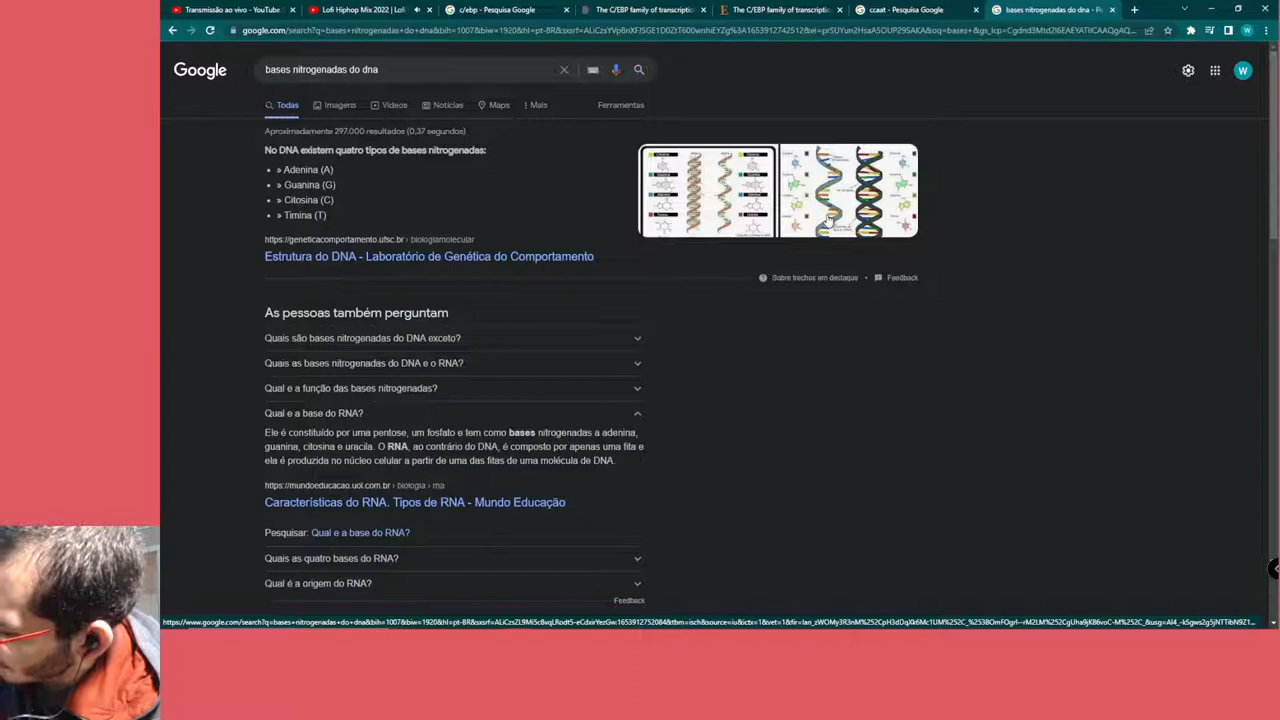 Transmissão ao vivo - YouTube
Lofi Hiphop Mix 2022 | Lofi
c/ebp - Pesquisa Google
The C/EBP family of transcription
The C/EBP family of transcription
ccaat - Pesquisa Google
bases nitrogenadas do dna - Pe
Google
bases nitrogenadas do dna
W
Todas
Imagens
Vídeos
Notícias
Maps
Mais
Ferramentas
Aproximadamente 297.000 resultados (0,37 segundos)
No DNA existem quatro tipos de bases nitrogenadas:
» Adenina (A)
» Guanina (G)
» Citosina (C)
» Timina (T)
https://geneticacomportamento.ufsc.br › biologiamolecular
Estrutura do DNA - Laboratório de Genética do Comportamento
Sobre trechos em destaque • Feedback
As pessoas também perguntam
Quais são bases nitrogenadas do DNA exceto?
Quais as bases nitrogenadas do DNA e o RNA?
Qual e a função das bases nitrogenadas?
Qual e a base do RNA?
Ele é constituído por uma pentose, um fosfato e tem como bases nitrogenadas a adenina,
guanina, citosina e uracila. O RNA, ao contrário do DNA, é composto por apenas uma fita e
ela é produzida no núcleo celular a partir de uma das fitas de uma molécula de DNA.
https://mundoeducacao.uol.com.br › biologia › rna
Características do RNA. Tipos de RNA - Mundo Educação
Pesquisar: Qual e a base do RNA?
Quais as quatro bases do RNA?
Qual é a origem do RNA?
Feedback